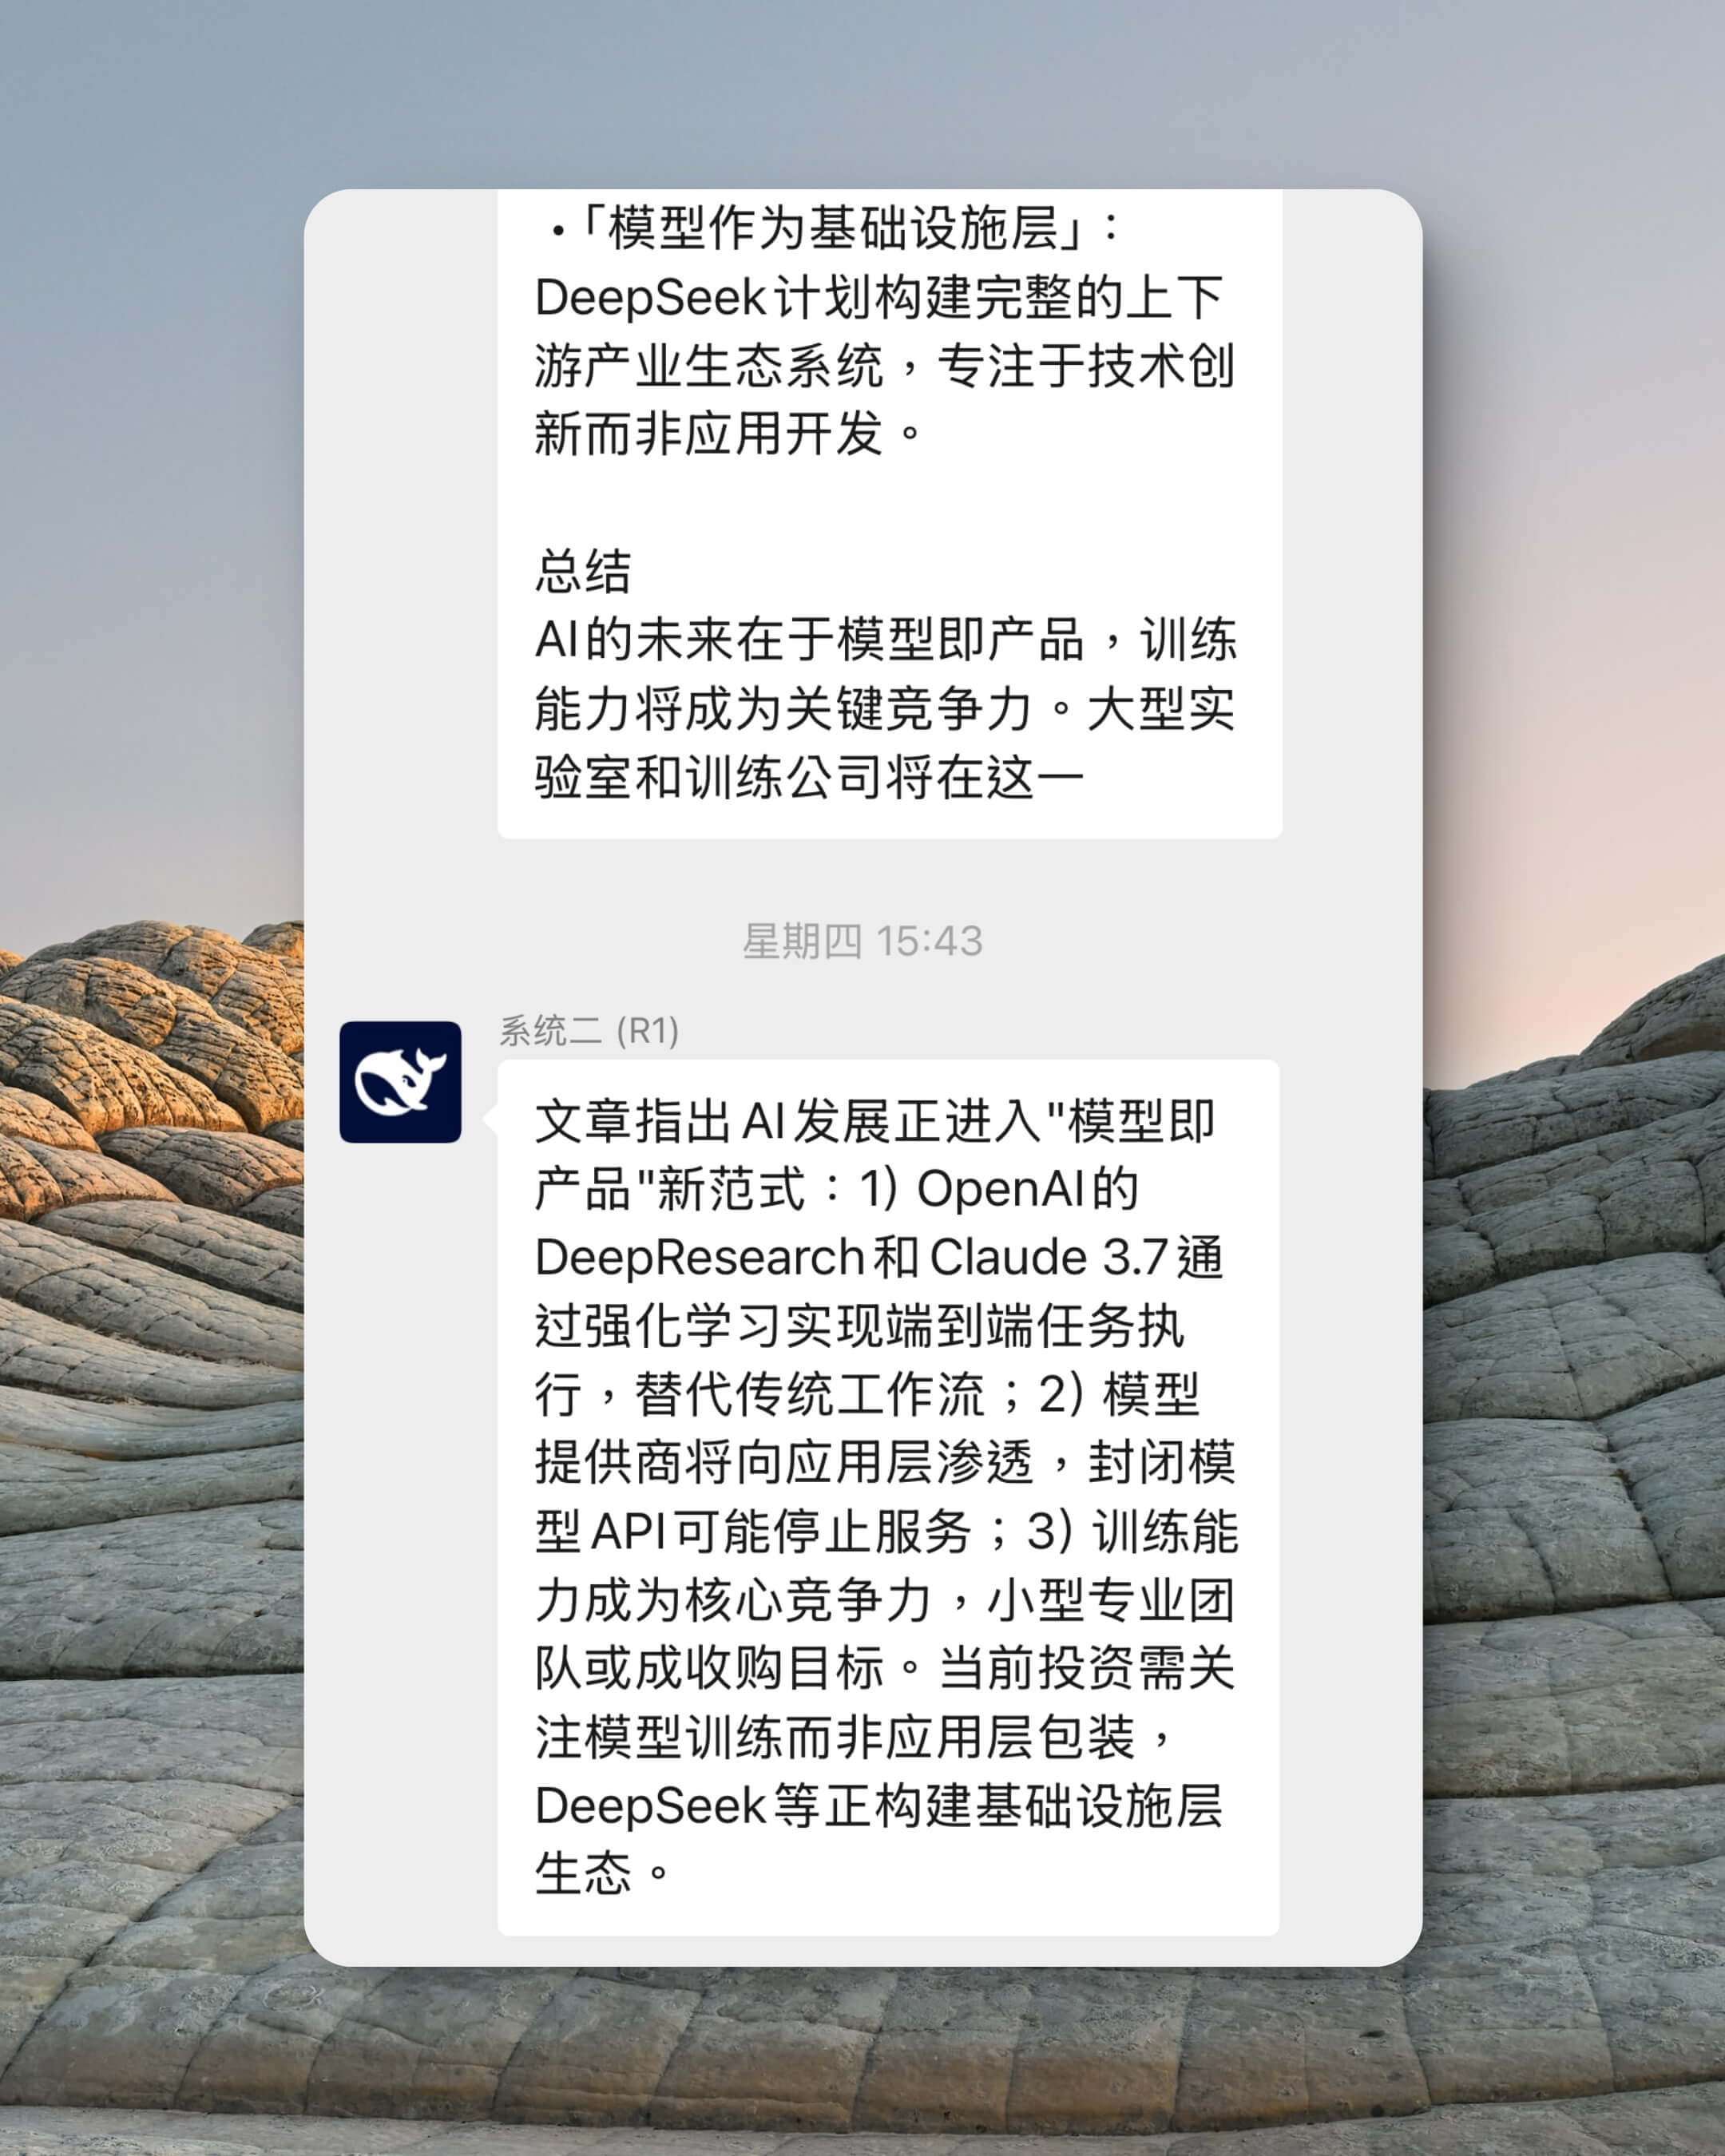 •「模型作为基础设施层」：
DeepSeek计划构建完整的上下
游产业生态系统，专注于技术创
新而非应用开发。
总结
AI的未来在于模型即产品，训练
能力将成为关键竞争力。大型实
验室和训练公司将在这一
星期四 15:43
系统二 (R1)
文章指出AI发展正进入"模型即
产品"新范式：1) OpenAI的
DeepResearch和Claude 3.7通
过强化学习实现端到端任务执
行，替代传统工作流；2) 模型
提供商将向应用层渗透，封闭模
型API可能停止服务；3) 训练能
力成为核心竞争力，小型专业团
队或成收购目标。当前投资需关
注模型训练而非应用层包装，
DeepSeek等正构建基础设施层
生态。